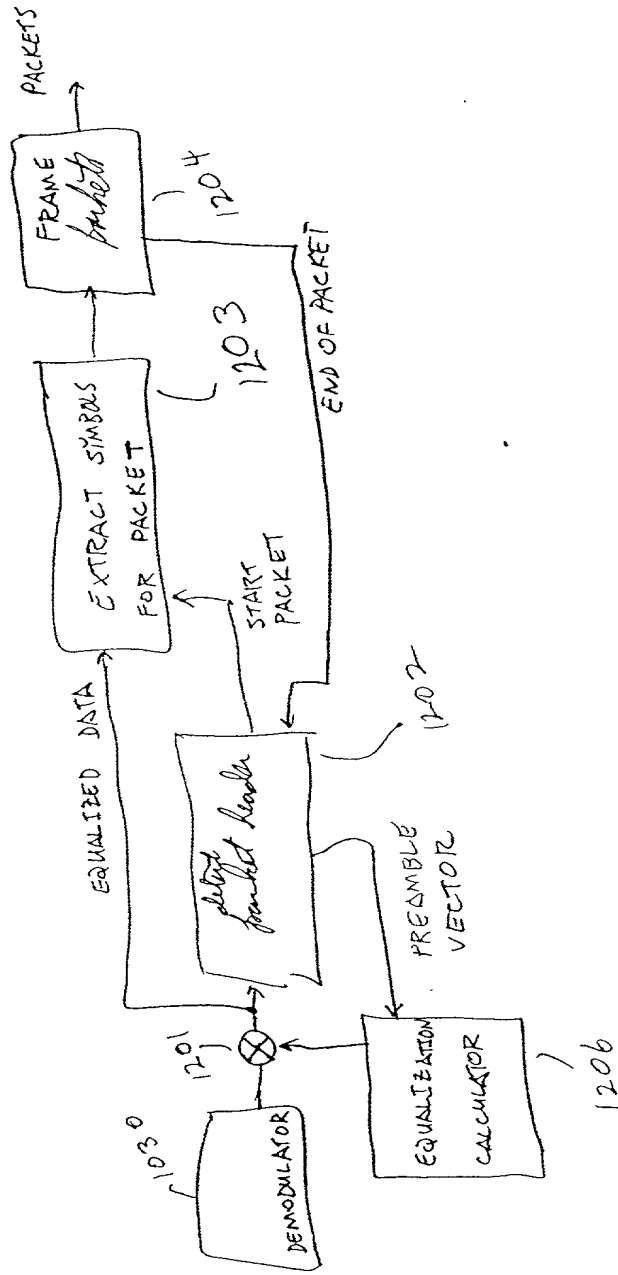 1030
DEMODULATOR
1201
EQUALIZED DATA
detect
packet header
1202
PREAMBLE
VECTOR
EQUALIZATION
CALCULATOR
1206
START
PACKET
EXTRACT SYMBOLS
FOR PACKET
1203
FRAME
packets
1204
PACKETS
END OF PACKET